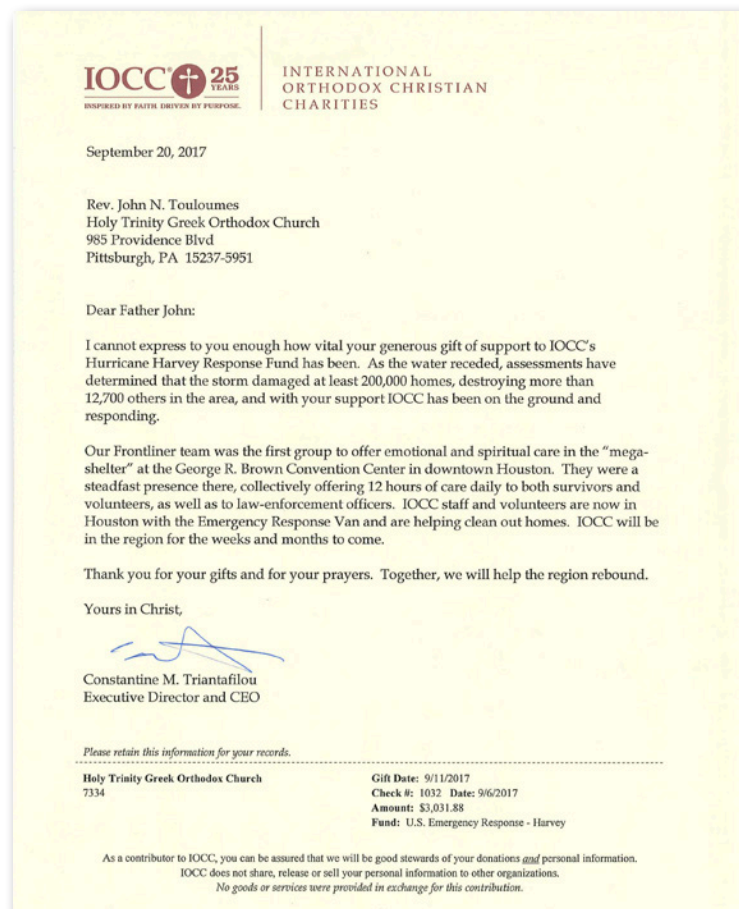 IOCC® 25 YEARS
INSPIRED BY FAITH. DRIVEN BY PURPOSE.
INTERNATIONAL
ORTHODOX CHRISTIAN
CHARITIES
September 20, 2017
Rev. John N. Touloumes
Holy Trinity Greek Orthodox Church
985 Providence Blvd
Pittsburgh, PA 15237-5951
Dear Father John:
I cannot express to you enough how vital your generous gift of support to IOCC's
Hurricane Harvey Response Fund has been. As the water receded, assessments have
determined that the storm damaged at least 200,000 homes, destroying more than
12,700 others in the area, and with your support IOCC has been on the ground and
responding.
Our Frontliner team was the first group to offer emotional and spiritual care in the "mega-
shelter" at the George R. Brown Convention Center in downtown Houston. They were a
steadfast presence there, collectively offering 12 hours of care daily to both survivors and
volunteers, as well as to law-enforcement officers. IOCC staff and volunteers are now in
Houston with the Emergency Response Van and are helping clean out homes. IOCC will be
in the region for the weeks and months to come.
Thank you for your gifts and for your prayers. Together, we will help the region rebound.
Yours in Christ,
Constantine M. Triantafilou
Executive Director and CEO
Please retain this information for your records.
Holy Trinity Greek Orthodox Church
7334
Gift Date: 9/11/2017
Check #: 1032 Date: 9/6/2017
Amount: $3,031.88
Fund: U.S. Emergency Response - Harvey
As a contributor to IOCC, you can be assured that we will be good stewards of your donations and personal information.
IOCC does not share, release or sell your personal information to other organizations.
No goods or services were provided in exchange for this contribution.